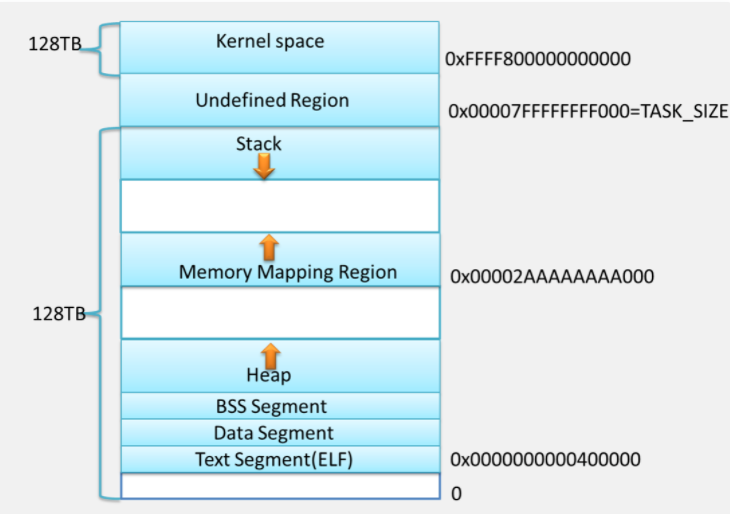 128TB
Kernel space
0xFFFF800000000000
Undefined Region
0x00007FFFFFFFF000=TASK_SIZE
Stack
Memory Mapping Region
0x00002AAAAAAAA000
128TB
Heap
BSS Segment
Data Segment
Text Segment(ELF)
0x0000000000400000
0